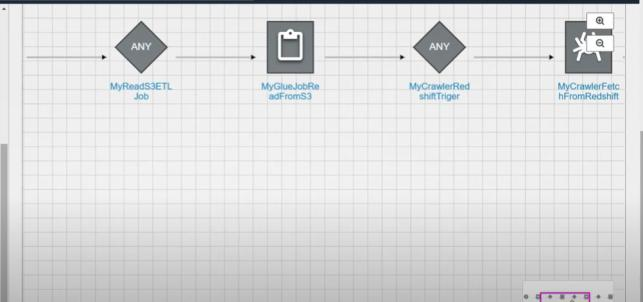 ANY
ANY
MyReadS3ETL
Job
MyGlueJobRe
adFromS3
MyCrawlerRed
shiftTriger
MyCrawlerFetc
hFromRedshift